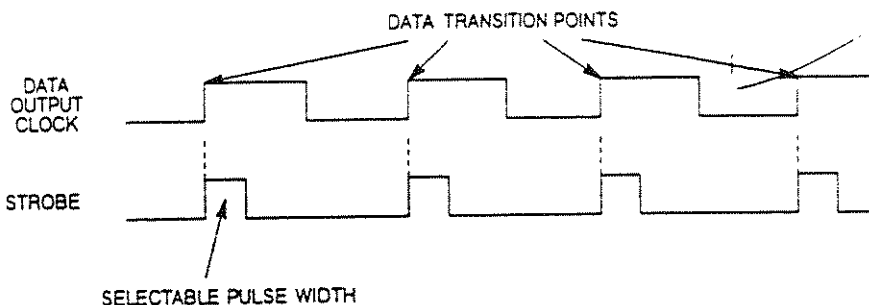 DATA TRANSITION POINTS
DATA
OUTPUT
CLOCK
STROBE
SELECTABLE PULSE WIDTH